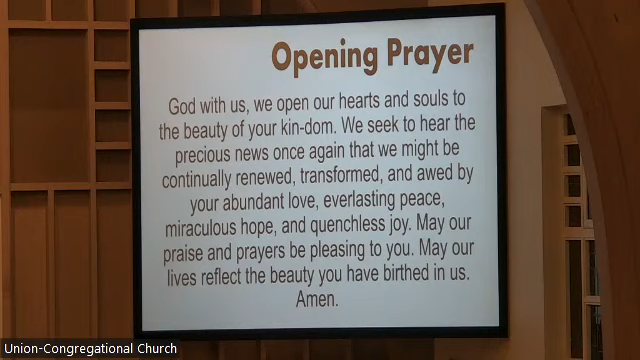 Opening Prayer
God with us, we open our hearts and souls to
the beauty of your kin-dom. We seek to hear the
precious news once again that we might be
continually renewed, transformed, and awed by
your abundant love, everlasting peace,
miraculous hope, and quenchless joy. May our
praise and prayers be pleasing to you. May our
lives reflect the beauty you have birthed in us.
Amen.
Union-Congregational Church